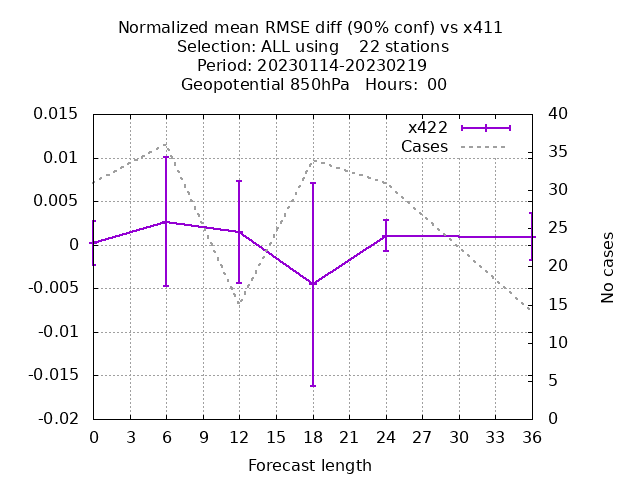 Normalized mean RMSE diff (90% conf) vs x411
Selection: ALL using    22 stations
Period: 20230114-20230219
Geopotential 850hPa   Hours:  00
x422
Cases
0.015
0.01
0.005
0
-0.005
-0.01
-0.015
-0.02
40
35
30
25
20
15
10
5
0
No cases
0 3 6 9 12 15 18 21 24 27 30 33 36
Forecast length